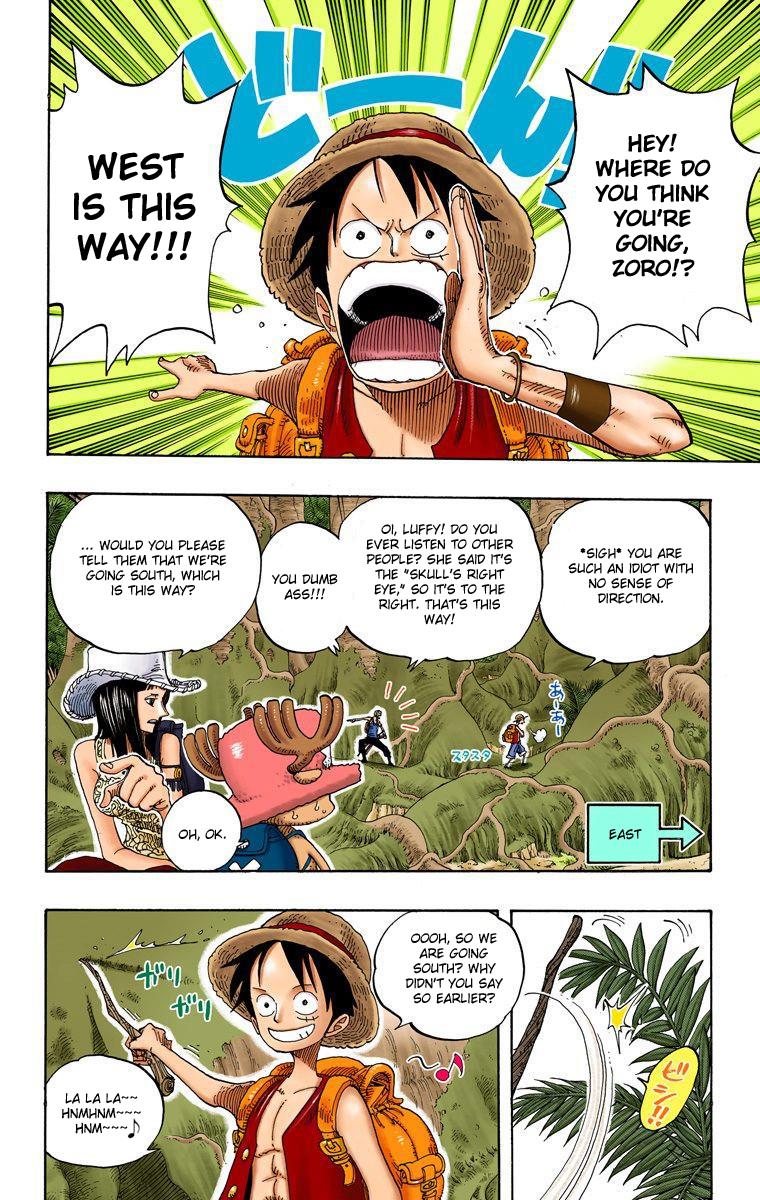 どーん!!
HEY!
WHERE DO
YOU THINK
YOU'RE
GOING,
ZORO!?
WEST
IS THIS
WAY!!!
*SIGH* YOU ARE
SUCH AN IDIOT WITH
NO SENSE OF
DIRECTION.
OI, LUFFY! DO YOU
EVER LISTEN TO OTHER
PEOPLE? SHE SAID IT'S
THE "SKULL'S RIGHT
EYE," SO IT'S TO THE
RIGHT. THAT'S THIS
WAY!
YOU DUMB
ASS!!!
... WOULD YOU PLEASE
TELL THEM THAT WE'RE
GOING SOUTH, WHICH
IS THIS WAY?
あーあー
スタスタ
OH, OK.
EAST
OOOH, SO WE
ARE GOING
SOUTH? WHY
DIDN'T YOU SAY
SO EARLIER?
ガリ
ガリ
LA LA LA~~
HNMHNM~~~
HNM~~~♪